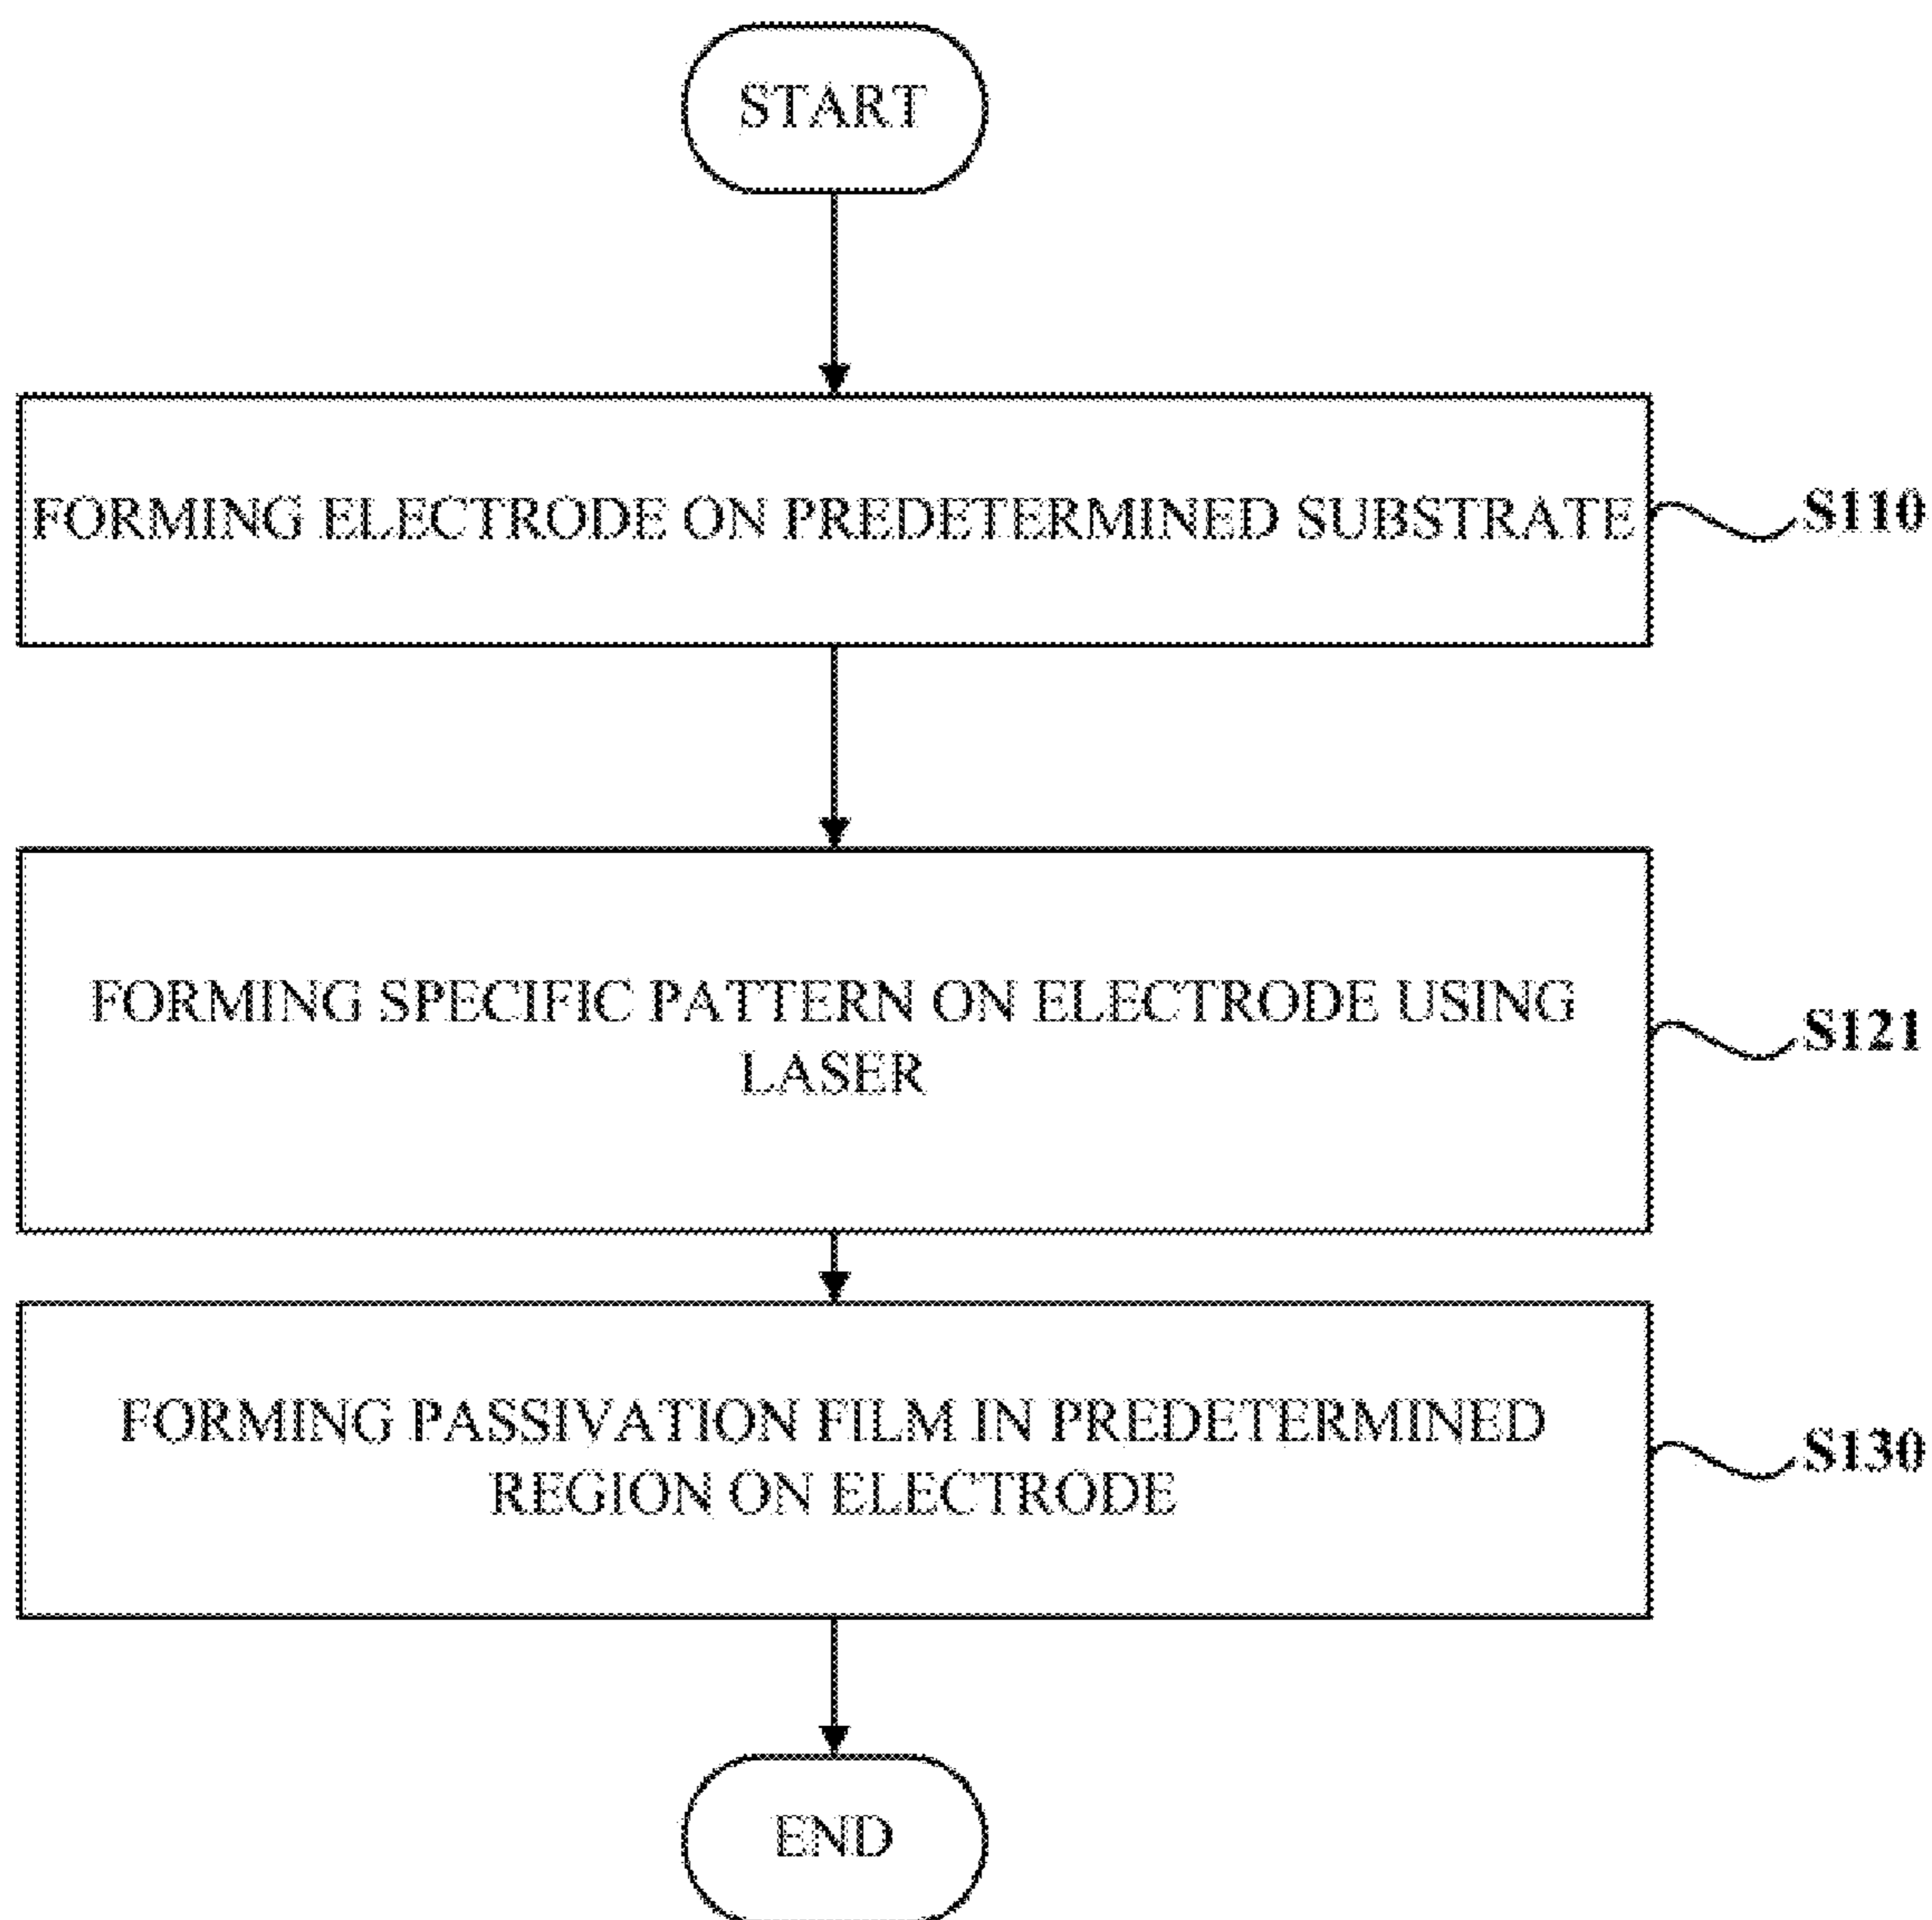 START
FORMING ELECTRODE ON PREDETERMINED SUBSTRATE
S110
FORMING SPECIFIC PATTERN ON ELECTRODE USING
LASER
S121
FORMING PASSIVATION FILM IN PREDETERMINED
REGION ON ELECTRODE
S130
END